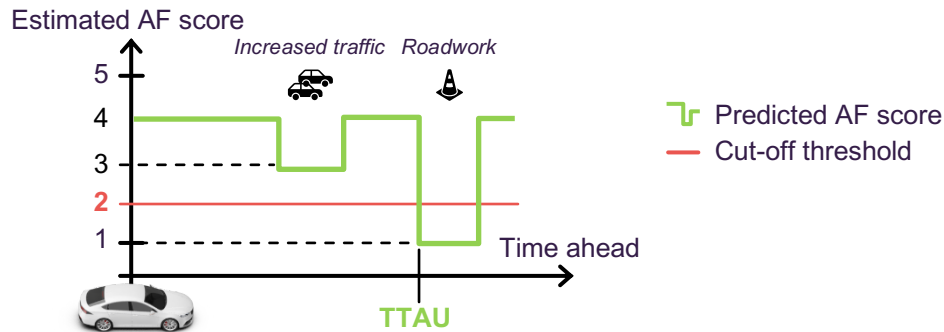 Estimated AF score
Increased traffic
Roadwork
5
4
3
2
1
Predicted AF score
Cut-off threshold
Time ahead
TTAU